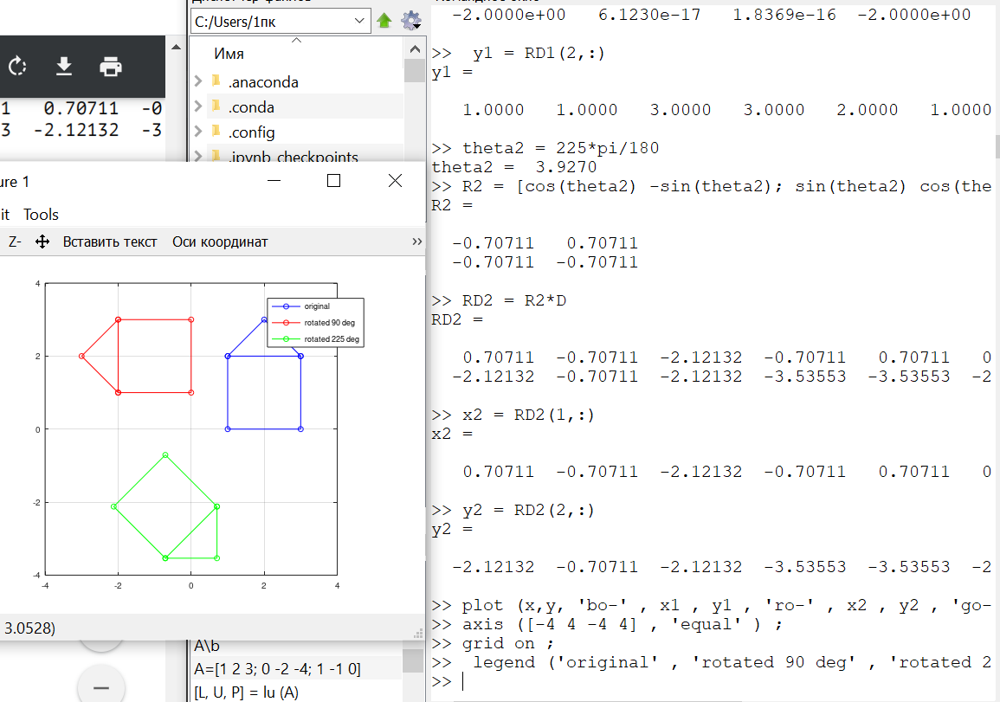 C:/Users/1пк
Имя
.anaconda
.conda
.config
.ipynb_checkpoints
1 0.70711 -0
3 -2.12132 -3
ure 1
it Tools
Z- Вставить текст Оси координат »
original
rotated 90 deg
rotated 225 deg
4
2
0
-2
-4
-4 -2 0 2 4
3.0528)
A\b
A=[1 2 3; 0 -2 -4; 1 -1 0]
[L, U, P] = lu (A)
-2.0000e+00 6.1230e-17 1.8369e-16 -2.0000e+00
>> y1 = RD1(2,:)
y1 =
1.0000 1.0000 3.0000 3.0000 2.0000 1.0000
>> theta2 = 225*pi/180
theta2 = 3.9270
>> R2 = [cos(theta2) -sin(theta2); sin(theta2) cos(the
R2 =
-0.70711 0.70711
-0.70711 -0.70711
>> RD2 = R2*D
RD2 =
0.70711 -0.70711 -2.12132 -0.70711 0.70711 0
-2.12132 -0.70711 -2.12132 -3.53553 -3.53553 -2
>> x2 = RD2(1,:)
x2 =
0.70711 -0.70711 -2.12132 -0.70711 0.70711 0
>> y2 = RD2(2,:)
y2 =
-2.12132 -0.70711 -2.12132 -3.53553 -3.53553 -2
>> plot (x,y, 'bo-' , x1 , y1 , 'ro-' , x2 , y2 , 'go-
>> axis ([-4 4 -4 4] , 'equal' ) ;
>> grid on ;
>> legend ('original' , 'rotated 90 deg' , 'rotated 2
>>